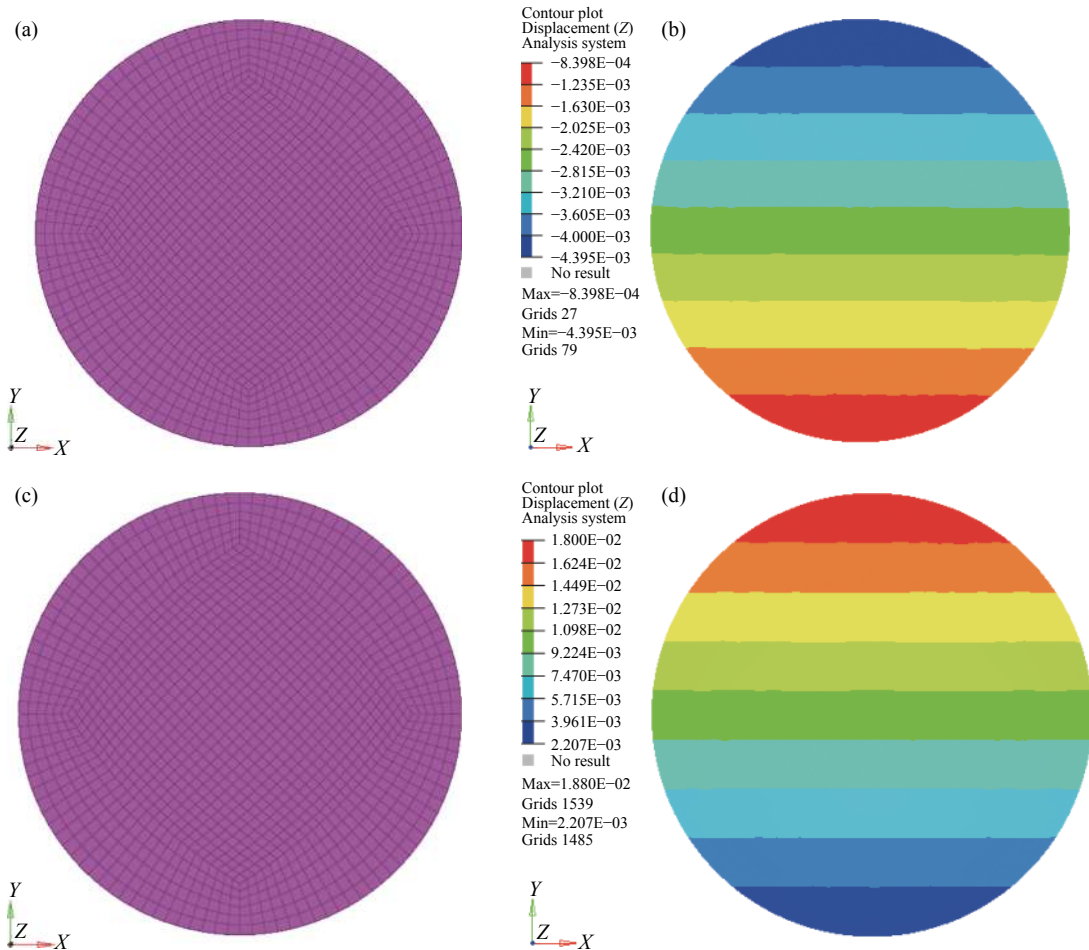 (a)
Contour plot
Displacement (Z)
Analysis system
−8.398E−04
−1.235E−03
−1.630E−03
−2.025E−03
−2.420E−03
−2.815E−03
−3.210E−03
−3.605E−03
−4.000E−03
−4.395E−03
No result
Max=−8.398E−04
Grids 27
Min=−4.395E−03
Grids 79
(b)
Y
Z
X
Y
Z
X
(c)
Contour plot
Displacement (Z)
Analysis system
1.800E−02
1.624E−02
1.449E−02
1.273E−02
1.098E−02
9.224E−03
7.470E−03
5.715E−03
3.961E−03
2.207E−03
No result
Max=1.880E−02
Grids 1539
Min=2.207E−03
Grids 1485
(d)
Y
Z
X
Y
Z
X